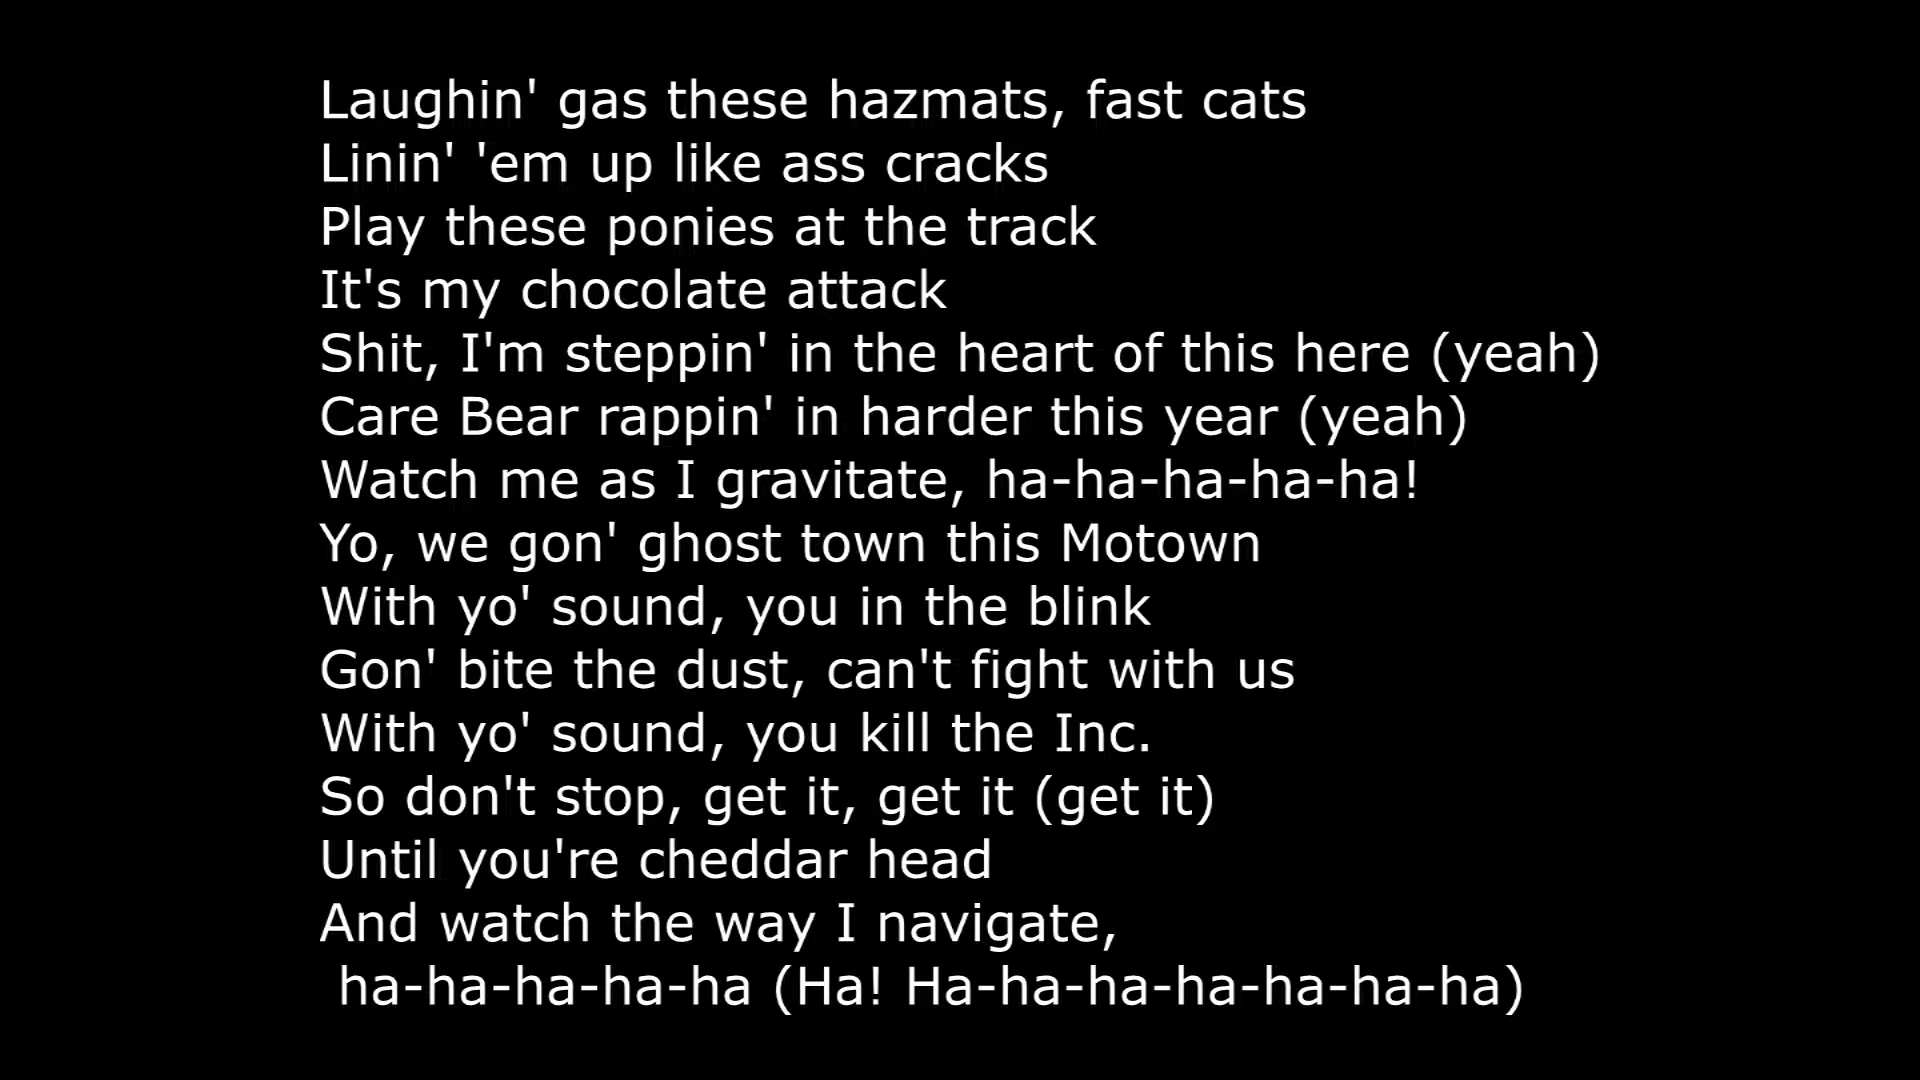 Laughin' gas these hazmats, fast cats
Linin' 'em up like ass cracks
Play these ponies at the track
It's my chocolate attack
Shit, I'm steppin' in the heart of this here (yeah)
Care Bear rappin' in harder this year (yeah)
Watch me as I gravitate, ha-ha-ha-ha-ha!
Yo, we gon' ghost town this Motown
With yo' sound, you in the blink
Gon' bite the dust, can't fight with us
With yo' sound, you kill the Inc.
So don't stop, get it, get it (get it)
Until you're cheddar head
And watch the way I navigate,
ha-ha-ha-ha-ha (Ha! Ha-ha-ha-ha-ha-ha-ha)